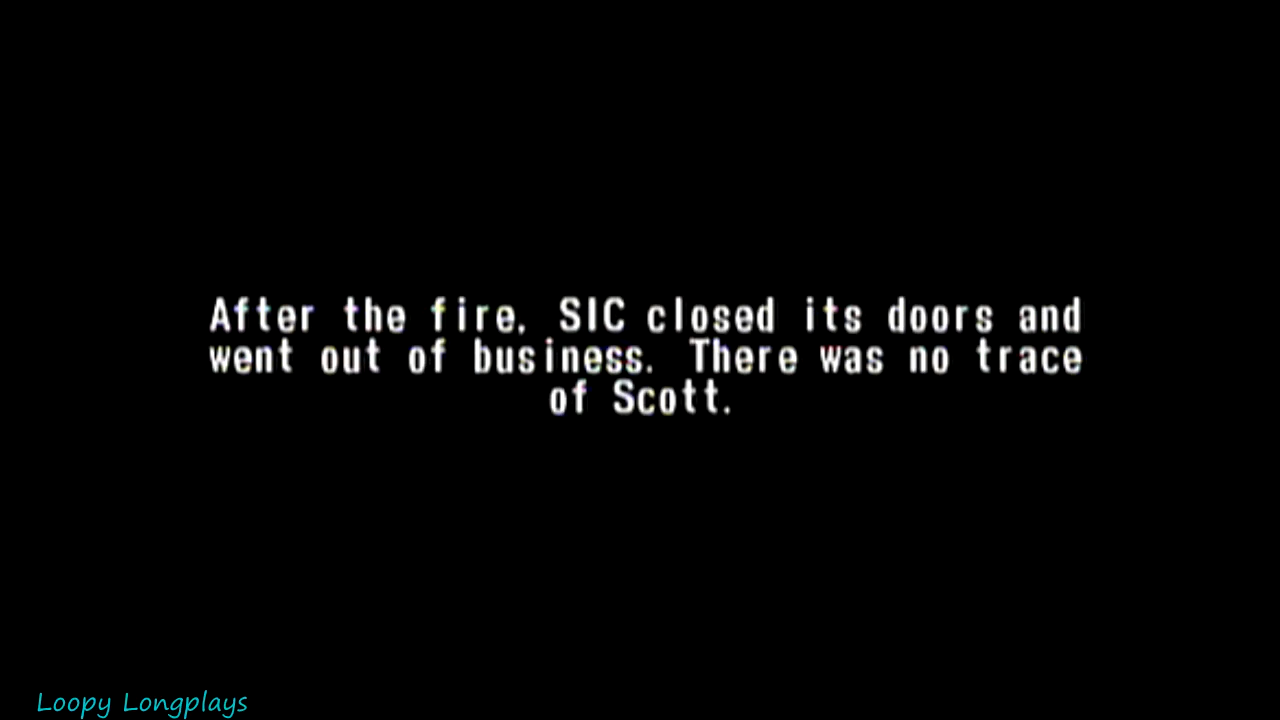 After the fire, SIC closed its doors and
went out of business. There was no trace
of Scott.
Loopy Longplays